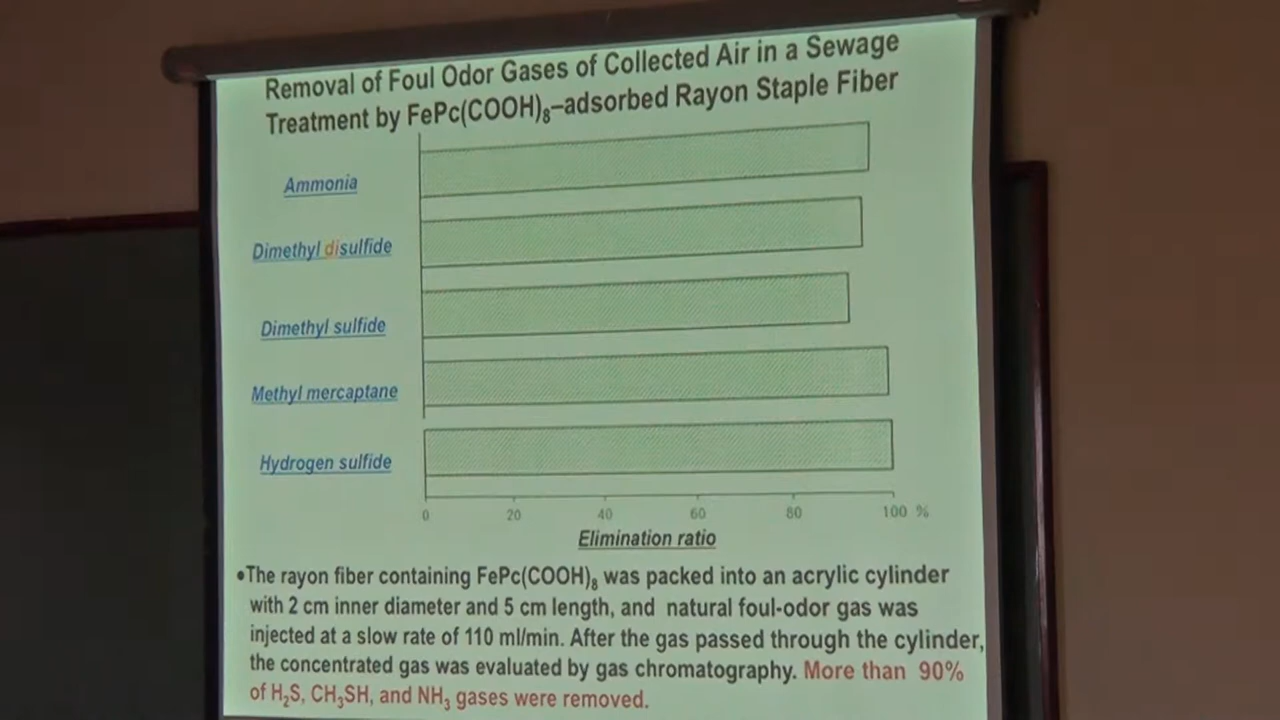 Removal of Foul Odor Gases of Collected Air in a Sewage
Treatment by FePc(COOH)₈–adsorbed Rayon Staple Fiber
Ammonia
Dimethyl disulfide
Dimethyl sulfide
Methyl mercaptane
Hydrogen sulfide
0 20 40 60 80 100 %
Elimination ratio
•The rayon fiber containing FePc(COOH)₈ was packed into an acrylic cylinder
with 2 cm inner diameter and 5 cm length, and natural foul-odor gas was
injected at a slow rate of 110 ml/min. After the gas passed through the cylinder,
the concentrated gas was evaluated by gas chromatography. More than 90%
of H₂S, CH₃SH, and NH₃ gases were removed.